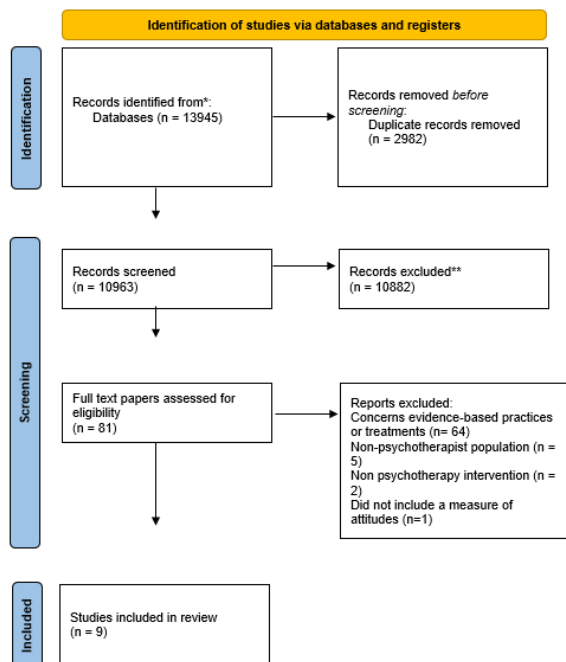 Identification of studies via databases and registers
Identification
Records identified from*:
Databases (n = 13945)
Records removed before
screening:
Duplicate records removed
(n = 2982)
Screening
Records screened
(n = 10963)
Records excluded**
(n = 10882)
Full text papers assessed for
eligibility
(n = 81)
Reports excluded:
Concerns evidence-based practices
or treatments (n= 64)
Non-psychotherapist population (n =
5)
Non psychotherapy intervention (n =
2)
Did not include a measure of
attitudes (n=1)
Included
Studies included in review
(n = 9)